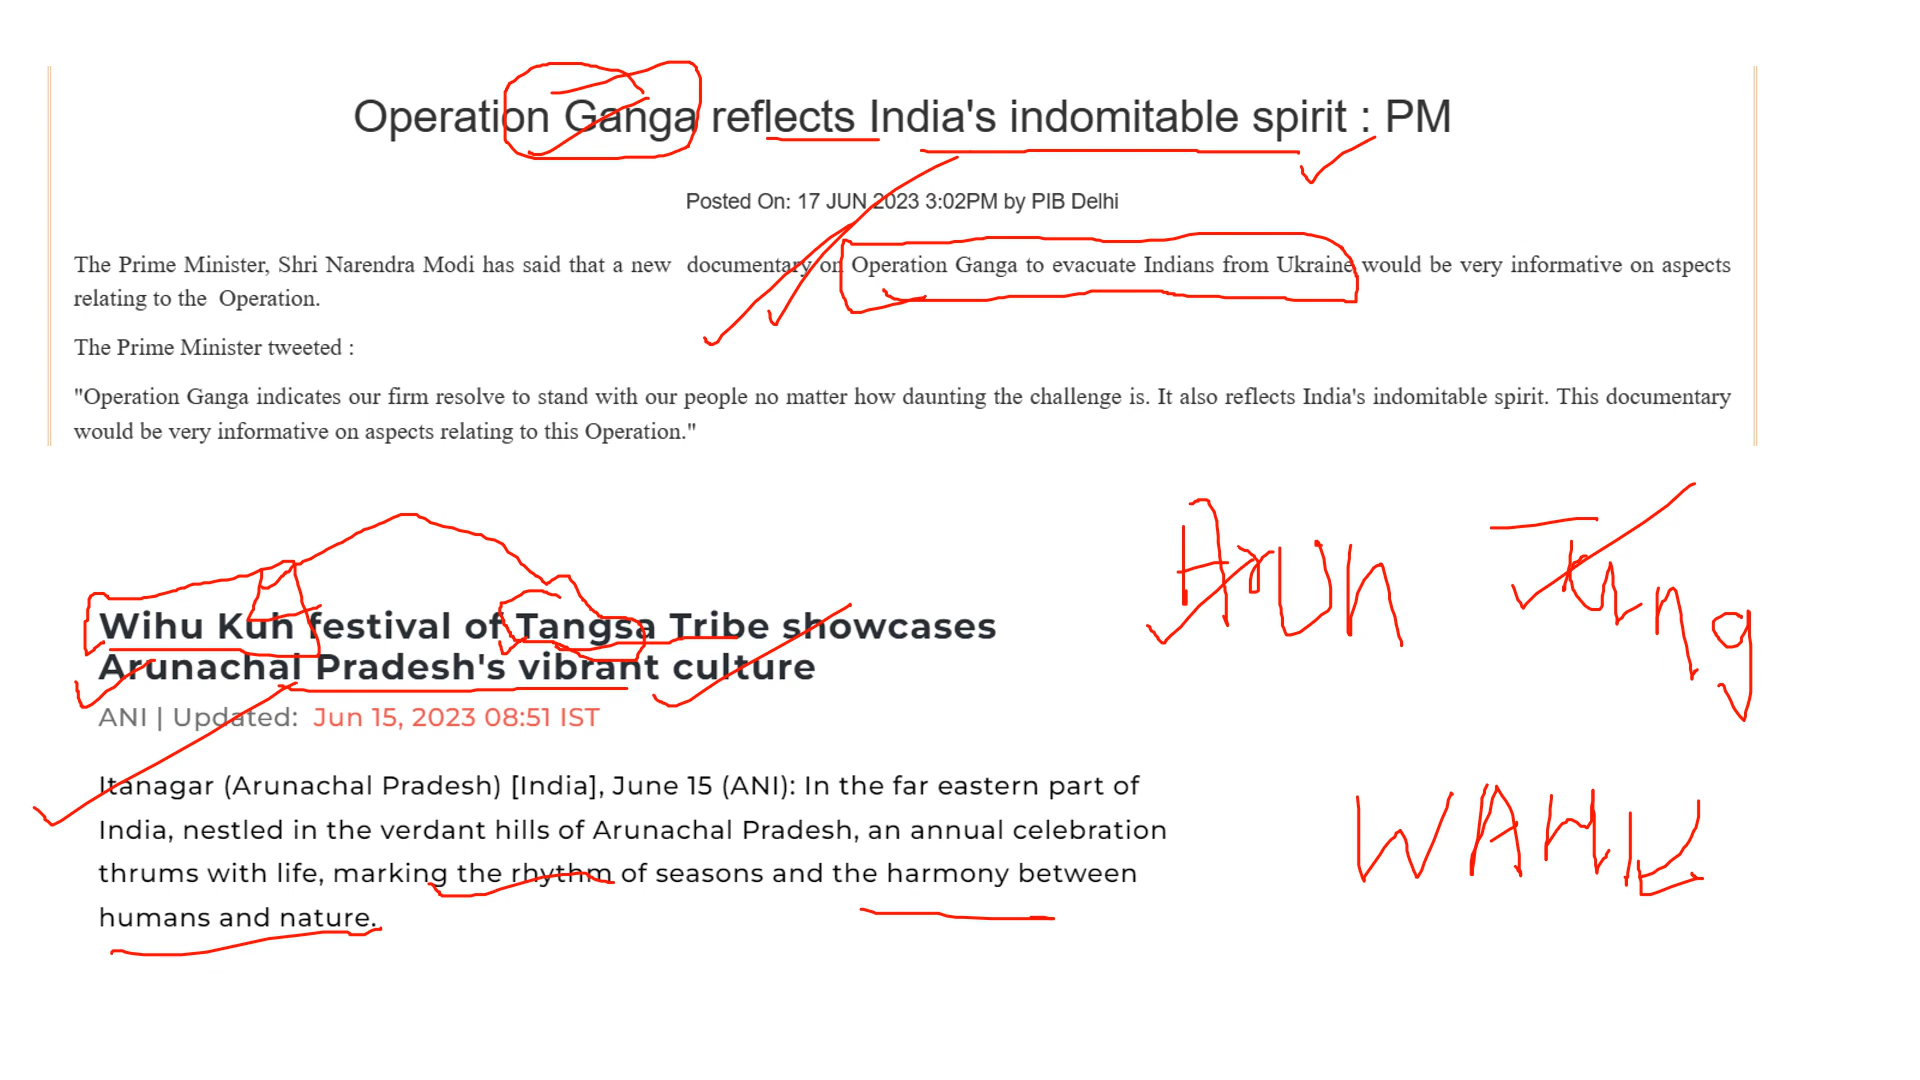 Operation Ganga reflects India's indomitable spirit : PM
Posted On: 17 JUN 2023 3:02PM by PIB Delhi
The Prime Minister, Shri Narendra Modi has said that a new documentary on Operation Ganga to evacuate Indians from Ukraine would be very informative on aspects
relating to the Operation.
The Prime Minister tweeted :
"Operation Ganga indicates our firm resolve to stand with our people no matter how daunting the challenge is. It also reflects India's indomitable spirit. This documentary
would be very informative on aspects relating to this Operation."
Wihu Kuh festival of Tangsa Tribe showcases
Arunachal Pradesh's vibrant culture
ANI | Updated: Jun 15, 2023 08:51 IST
Itanagar (Arunachal Pradesh) [India], June 15 (ANI): In the far eastern part of
India, nestled in the verdant hills of Arunachal Pradesh, an annual celebration
thrums with life, marking the rhythm of seasons and the harmony between
humans and nature.
Arun Tang